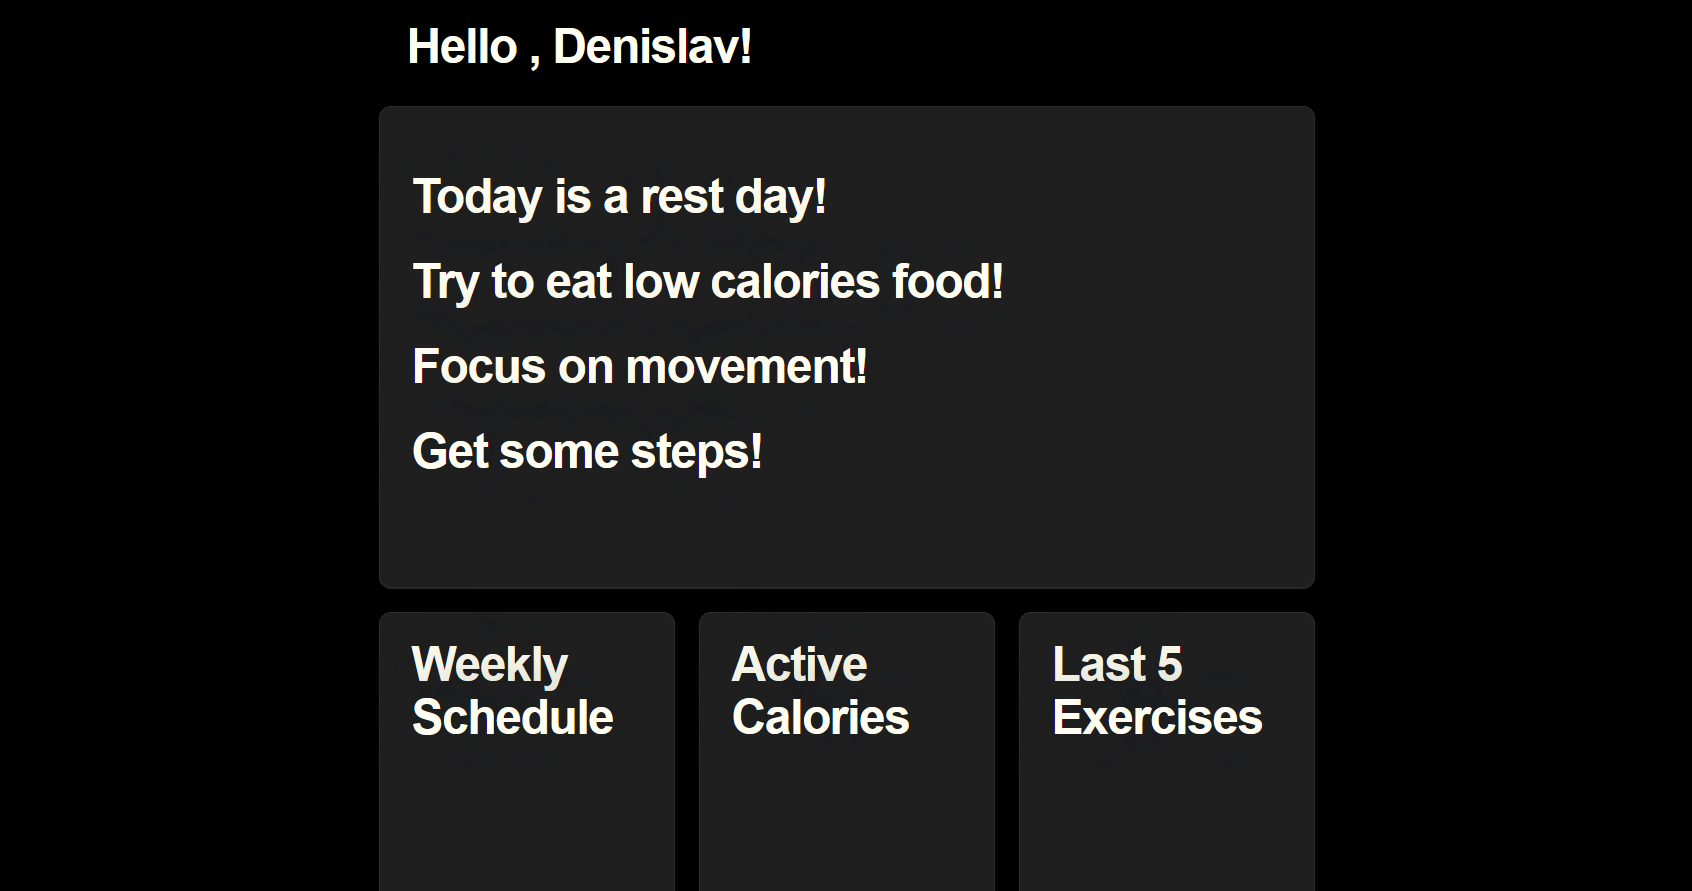 Hello , Denislav!
Today is a rest day!
Try to eat low calories food!
Focus on movement!
Get some steps!
Weekly
Schedule
Active
Calories
Last 5
Exercises